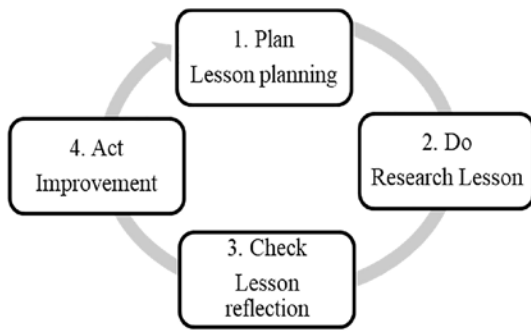 1. Plan
Lesson planning
2. Do
Research Lesson
3. Check
Lesson
reflection
4. Act
Improvement